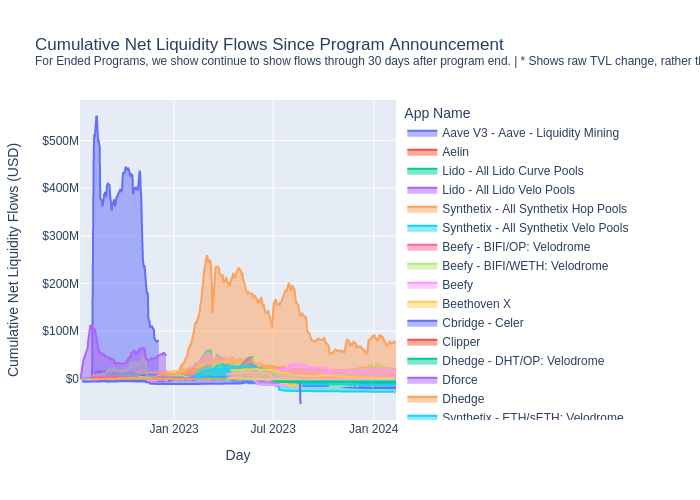 Cumulative Net Liquidity Flows Since Program Announcement
For Ended Programs, we show continue to show flows through 30 days after program end. | * Shows raw TVL change, rather
App Name
Aave V3 - Aave - Liquidity Mining
Aelin
Lido - All Lido Curve Pools
Lido - All Lido Velo Pools
Synthetix - All Synthetix Hop Pools
Synthetix - All Synthetix Velo Pools
Beefy - BIFI/OP: Velodrome
Beefy - BIFI/WETH: Velodrome
Beefy
Beethoven X
Cbridge - Celer
Clipper
Dhedge - DHT/OP: Velodrome
Dforce
Dhedge
Synthetix - ETH/sETH: Velodrome
Cumulative Net Liquidity Flows (USD)
$500M
$400M
$300M
$200M
$100M
$0
Jan 2023
Jul 2023
Jan 2024
Day